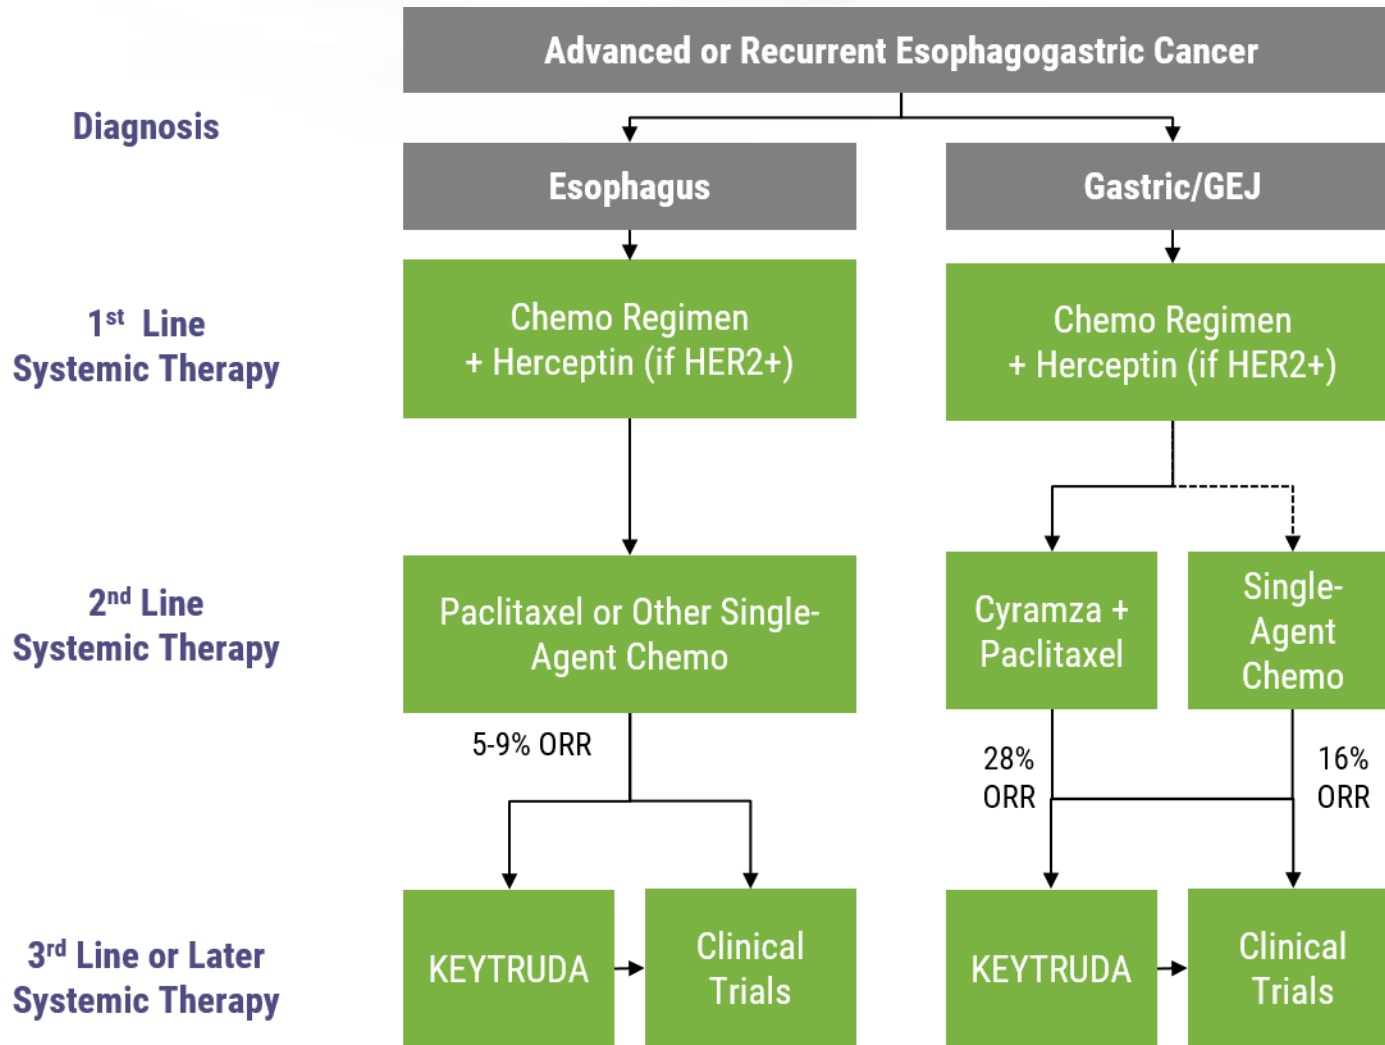 Advanced or Recurrent Esophagogastric Cancer
Diagnosis
Esophagus
Gastric/GEJ
1st Line
Systemic Therapy
Chemo Regimen
+ Herceptin (if HER2+)
Chemo Regimen
+ Herceptin (if HER2+)
2nd Line
Systemic Therapy
Paclitaxel or Other Single-
Agent Chemo
Cyramza +
Paclitaxel
Single-
Agent
Chemo
5-9% ORR
28%
ORR
16%
ORR
3rd Line or Later
Systemic Therapy
KEYTRUDA
Clinical
Trials
KEYTRUDA
Clinical
Trials